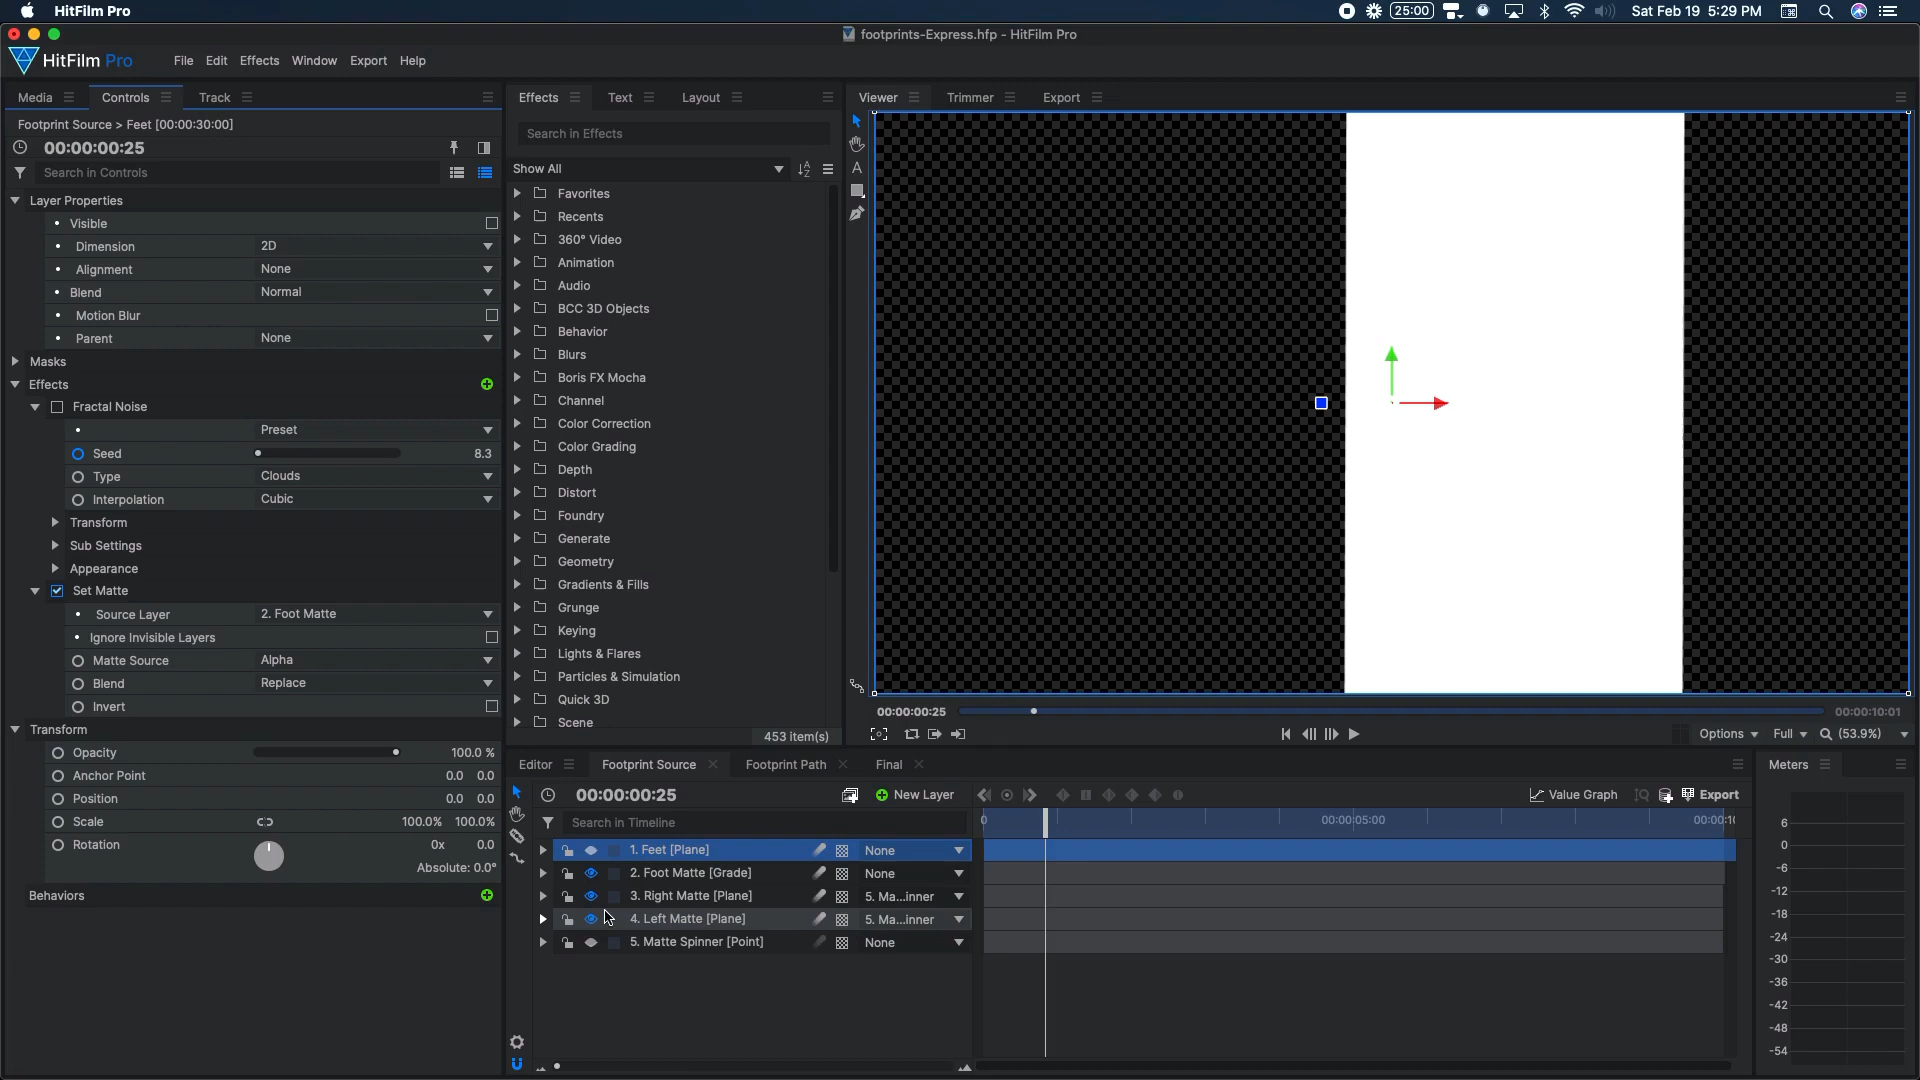 HitFilm Pro
25:00
Sat Feb 19 5:29 PM
footprints-Express.hfp - HitFilm Pro
HitFilm Pro
File Edit Effects Window Export Help
Media
Controls
Track
Footprint Source > Feet [00:00:30:00]
00:00:00:25
Search in Controls
Layer Properties
Visible
Dimension 2D
Alignment None
Blend Normal
Motion Blur
Parent None
Masks
Effects
Fractal Noise
Preset
Seed 8.3
Type Clouds
Interpolation Cubic
Transform
Sub Settings
Appearance
Set Matte
Source Layer 2. Foot Matte
Ignore Invisible Layers
Matte Source Alpha
Blend Replace
Invert
Transform
Opacity 100.0 %
Anchor Point 0.0 0.0
Position 0.0 0.0
Scale 100.0% 100.0%
Rotation 0x 0.0
Absolute: 0.0°
Behaviors
Effects
Text
Layout
Search in Effects
Show All
Favorites
Recents
360° Video
Animation
Audio
BCC 3D Objects
Behavior
Blurs
Boris FX Mocha
Channel
Color Correction
Color Grading
Depth
Distort
Foundry
Generate
Geometry
Gradients & Fills
Grunge
Keying
Lights & Flares
Particles & Simulation
Quick 3D
Scene
453 item(s)
Viewer
Trimmer
Export
A
00:00:00:25
00:00:10:01
Options Full (53.9%)
Editor
Footprint Source
Footprint Path
Final
00:00:00:25
New Layer
Value Graph
Export
Search in Timeline
0
00:00:05:00
00:00:1(
1. Feet [Plane] None
2. Foot Matte [Grade] None
3. Right Matte [Plane] 5. Ma...inner
4. Left Matte [Plane] 5. Ma...inner
5. Matte Spinner [Point] None
Meters
6
0
-6
-12
-18
-24
-30
-36
-42
-48
-54